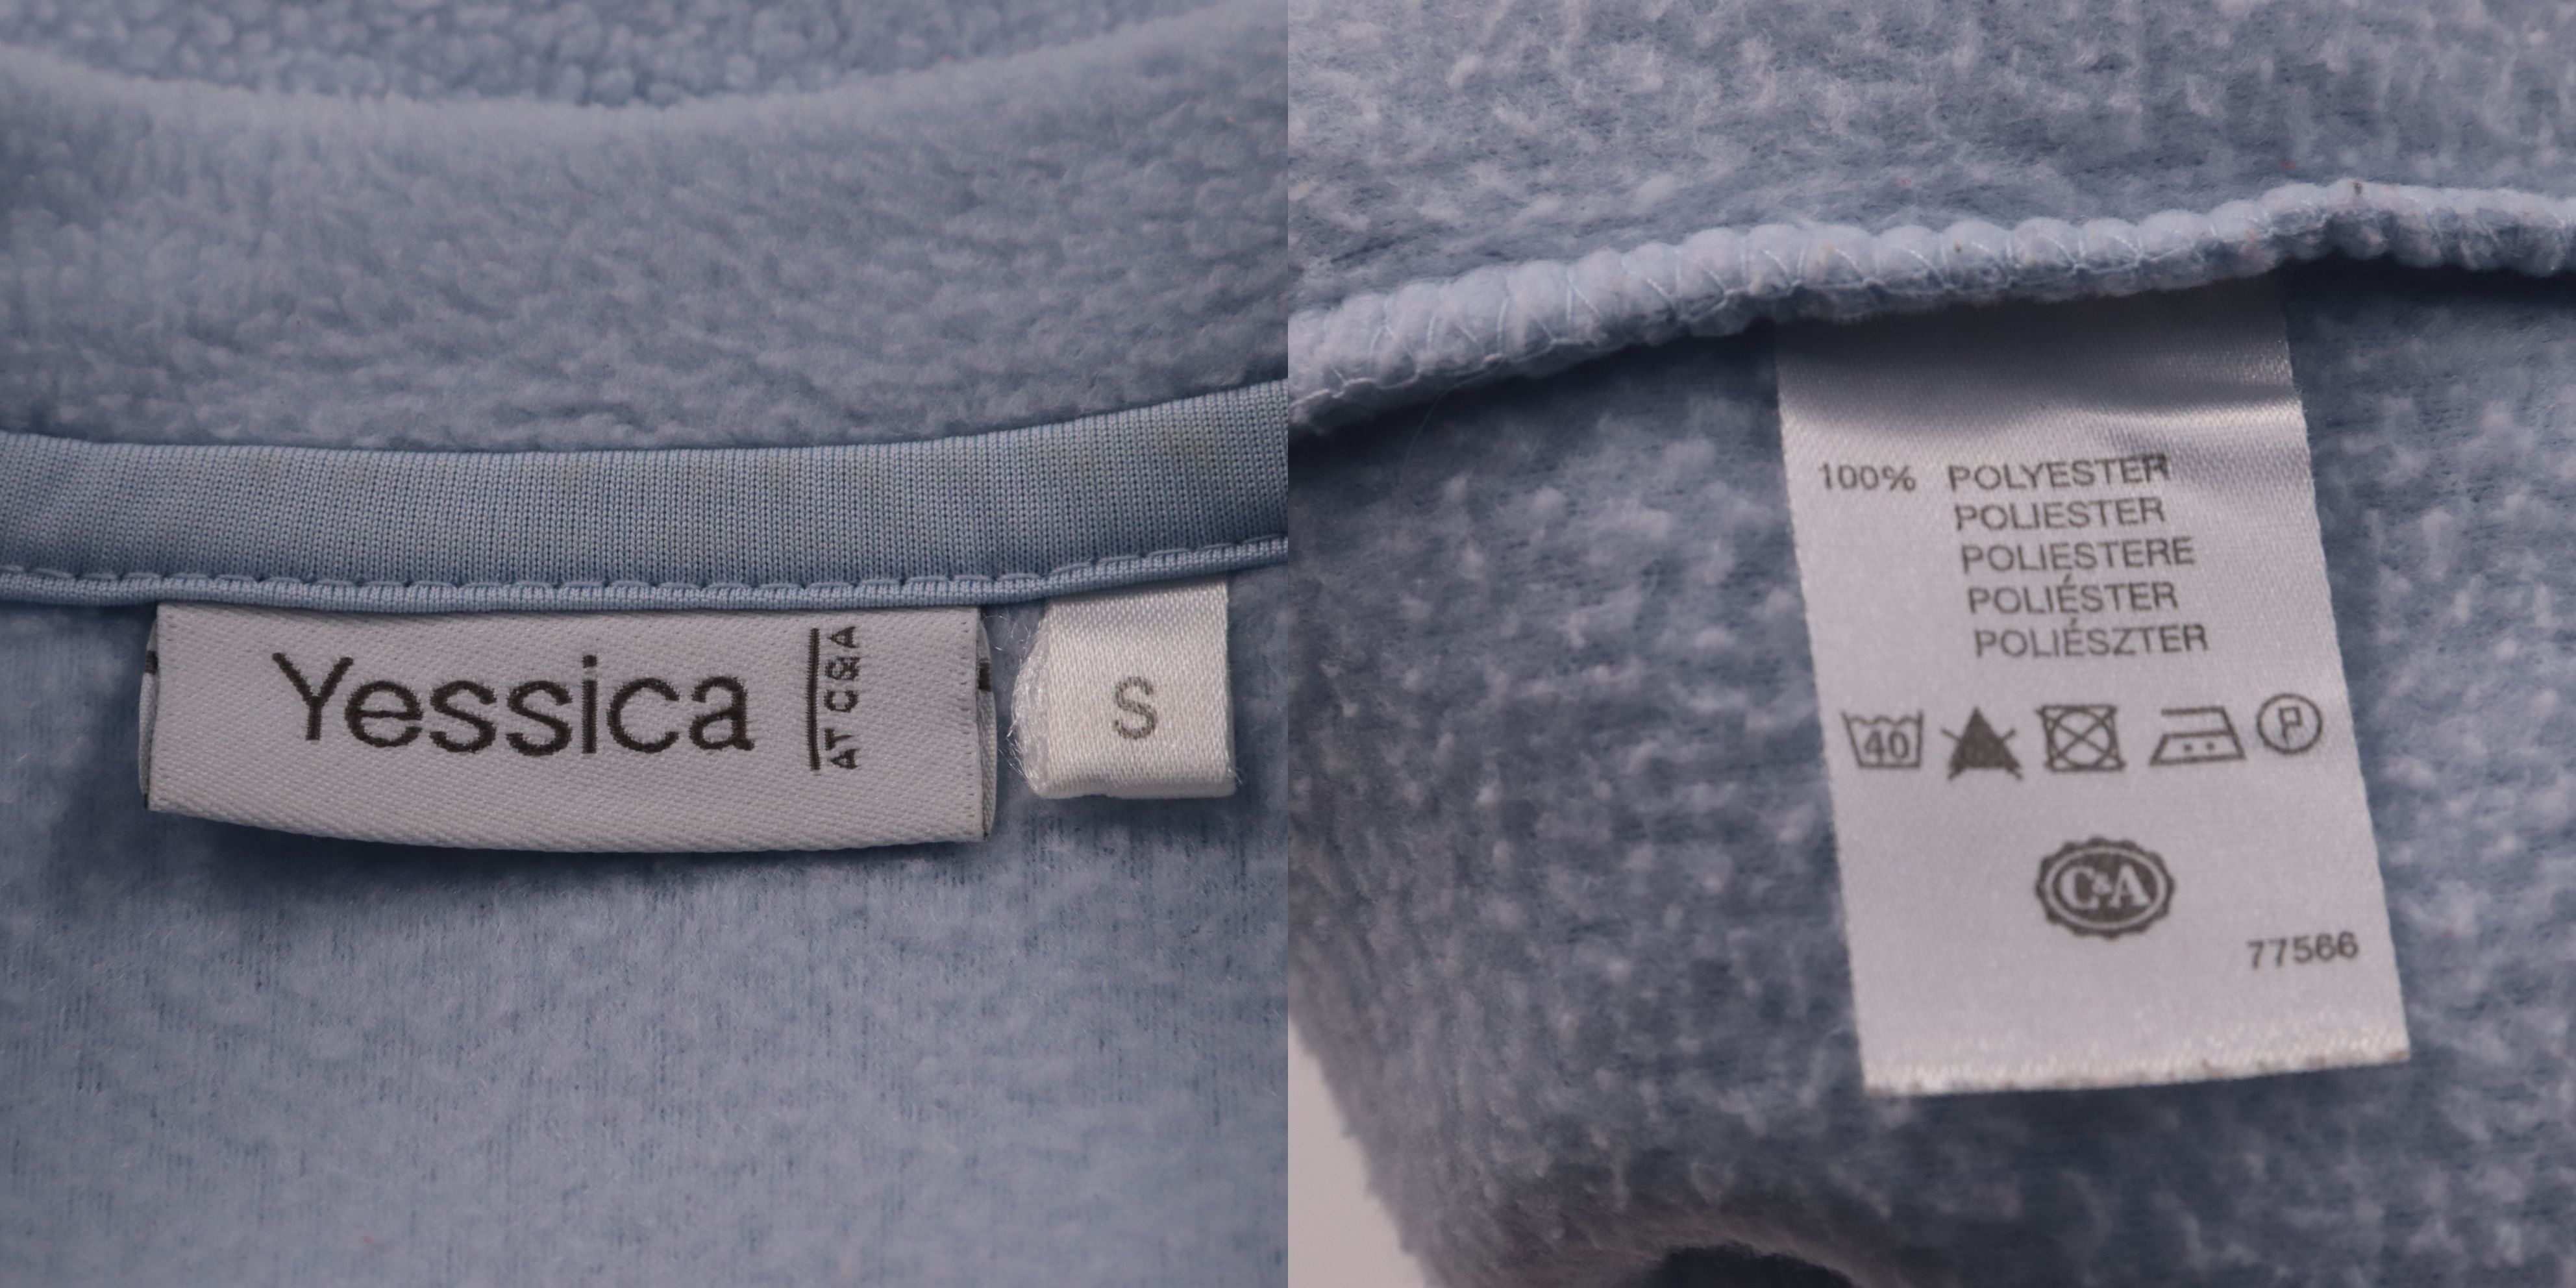 Yessica
AT C&A
S
100% POLYESTER
POLIESTER
POLIESTERE
POLIÉSTER
POLIÉSZTER
40
P
C&A
77566